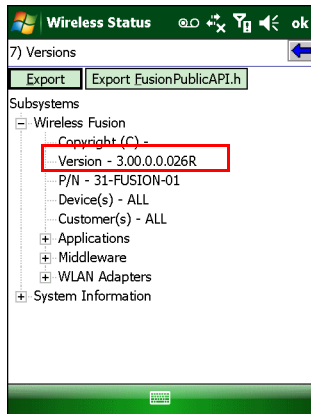 Wireless Status ok
7) Versions
Export Export FusionPublicAPI.h
Subsystems
Wireless Fusion
Copyright (C) -
Version - 3.00.0.0.026R
P/N - 31-FUSION-01
Device(s) - ALL
Customer(s) - ALL
Applications
Middleware
WLAN Adapters
System Information